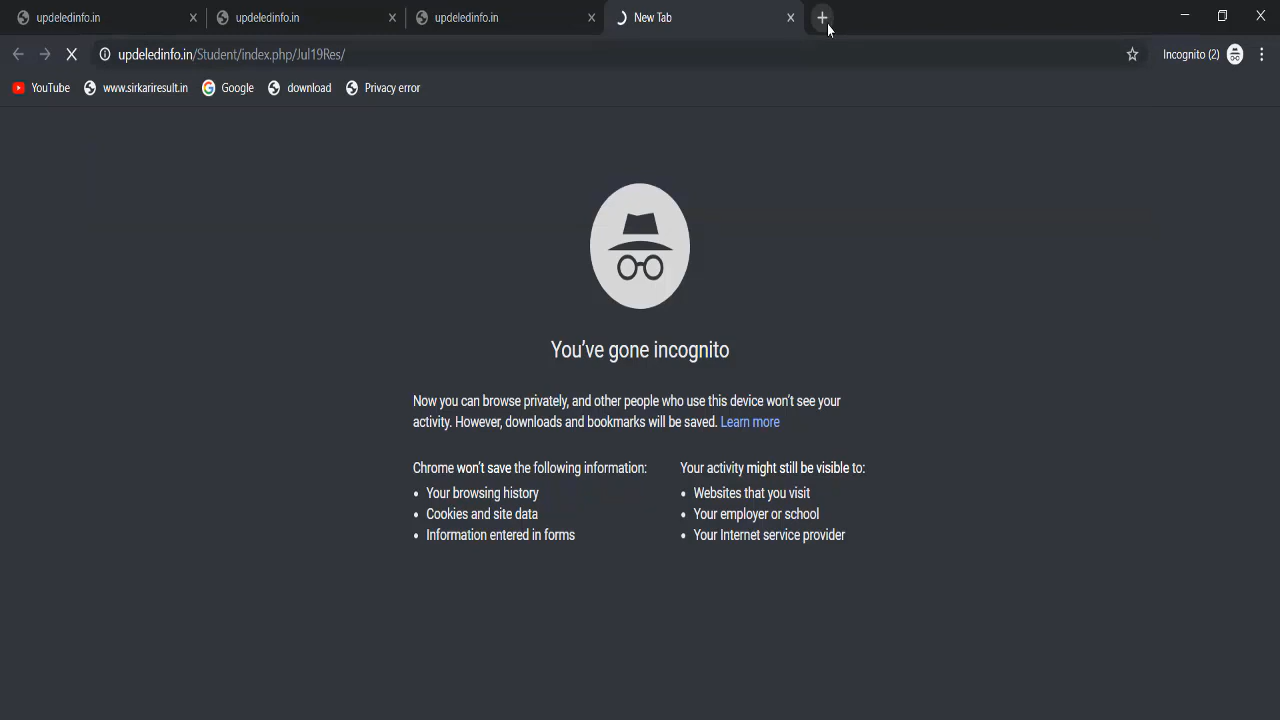 updeledinfo.in
updeledinfo.in
updeledinfo.in
New Tab
updeledinfo.in/Student/index.php/Jul19Res/
Incognito (2)
YouTube
www.sirkariresult.in
Google
download
Privacy error
You've gone incognito
Now you can browse privately, and other people who use this device won't see your
activity. However, downloads and bookmarks will be saved. Learn more
Chrome won't save the following information:
Your browsing history
Cookies and site data
Information entered in forms
Your activity might still be visible to:
Websites that you visit
Your employer or school
Your Internet service provider